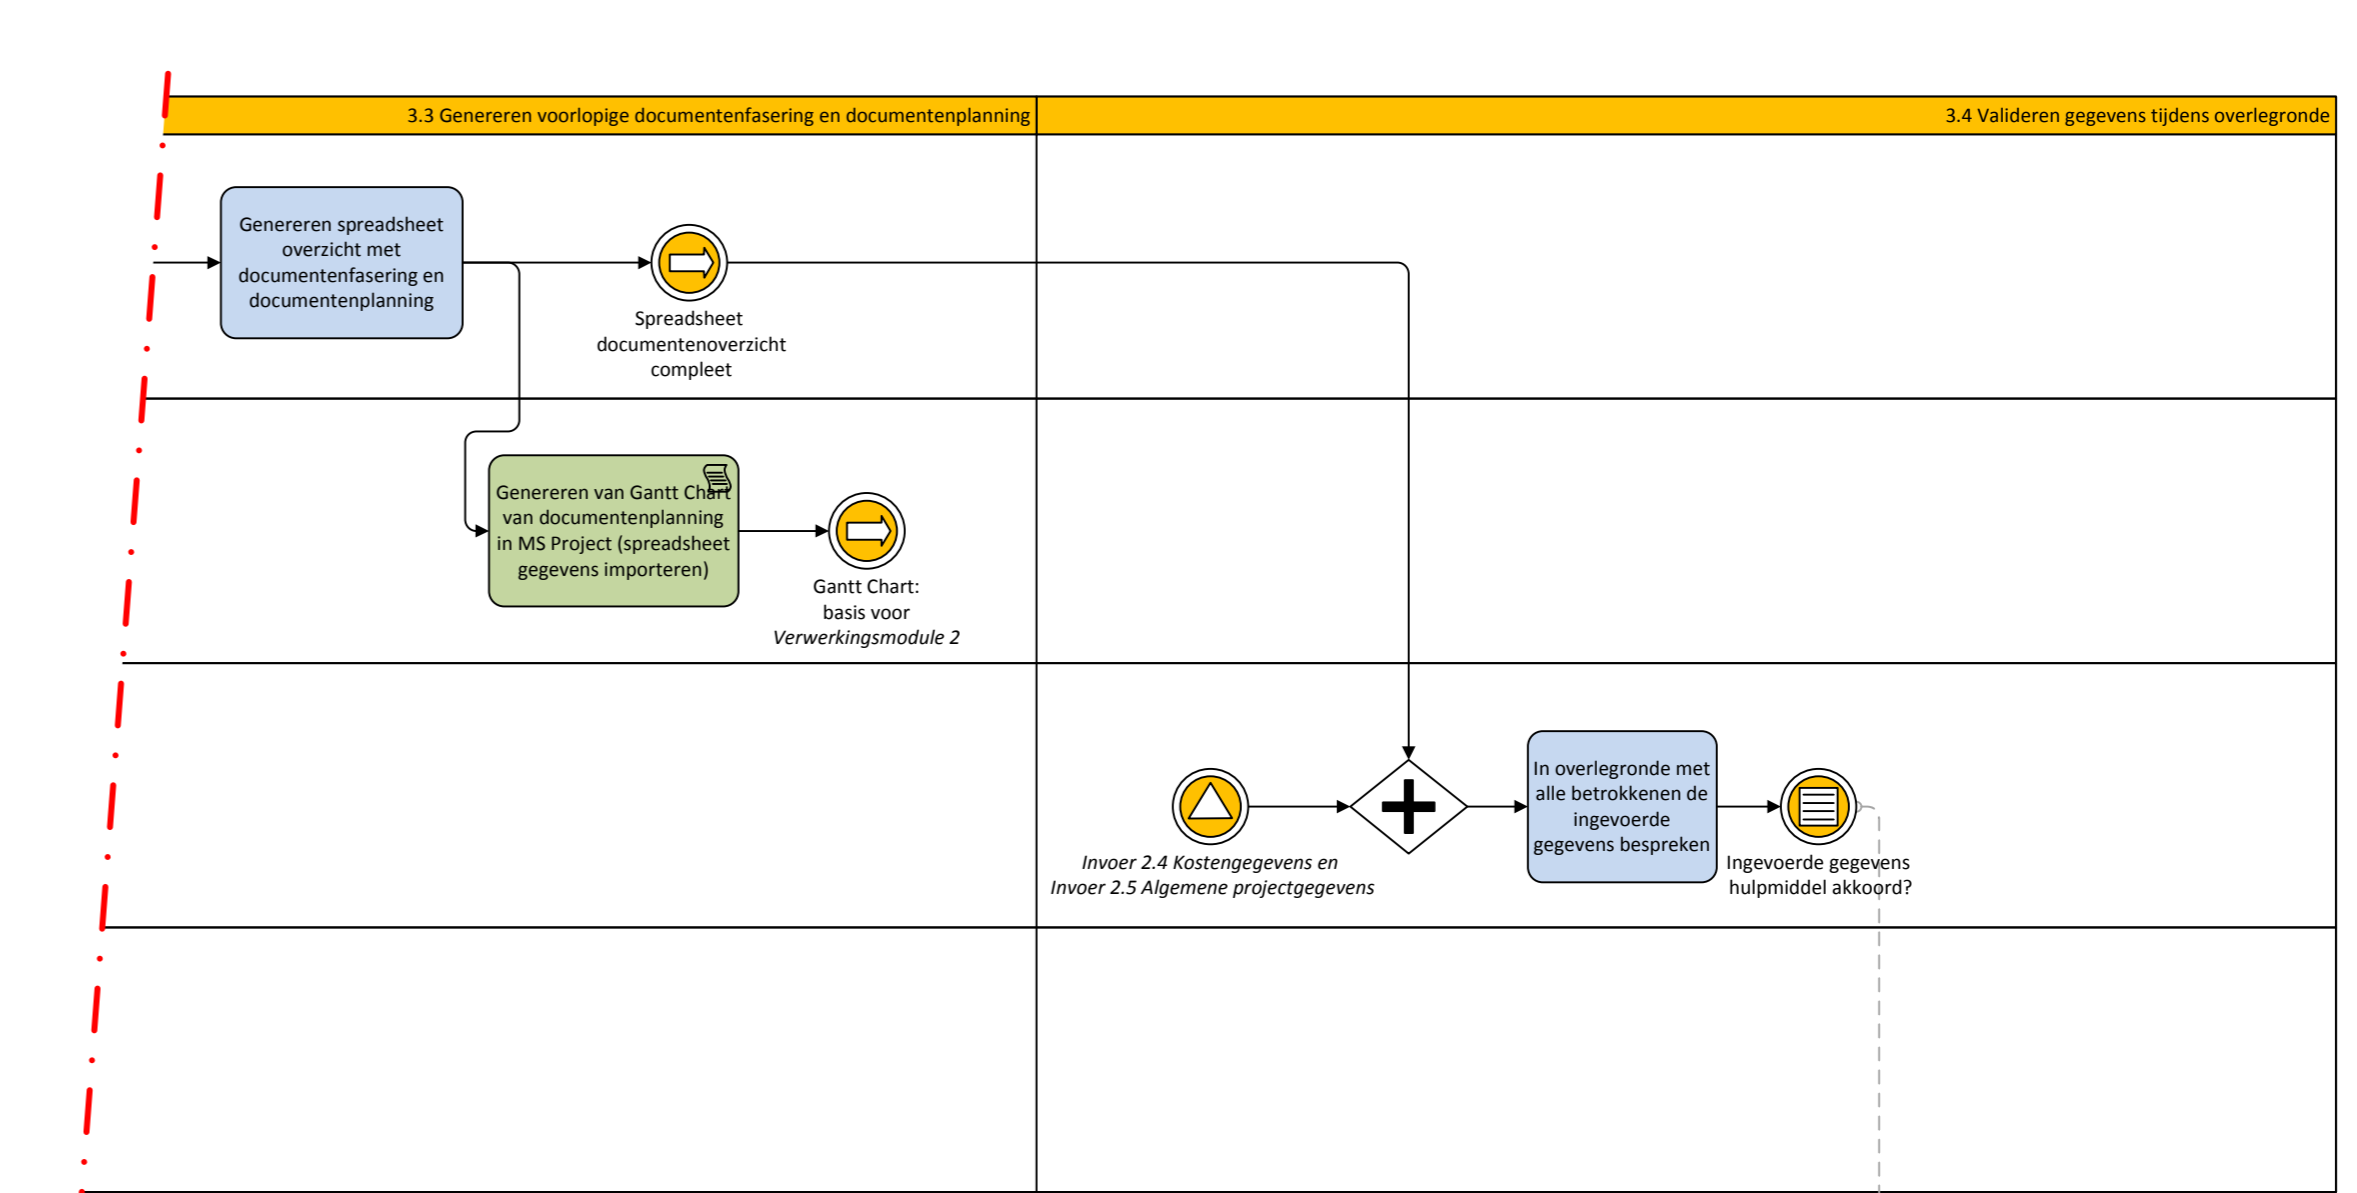 3.3 Genereren voorlopige documentenfasering en documentenplanning
3.4 Valideren gegevens tijdens overlegronde
Genereren spreadsheet
overzicht met
documentenfasering en
documentenplanning
Spreadsheet
documentenoverzicht
compleet
Genereren van Gantt Chart
van documentenplanning
in MS Project (spreadsheet
gegevens importeren)
Gantt Chart:
basis voor
Verwerkingsmodule 2
Invoer 2.4 Kostengegevens en
Invoer 2.5 Algemene projectgegevens
In overlegronde met
alle betrokkenen de
ingevoerde
gegevens bespreken
Ingevoerde gegevens
hulpmiddel akkoord?